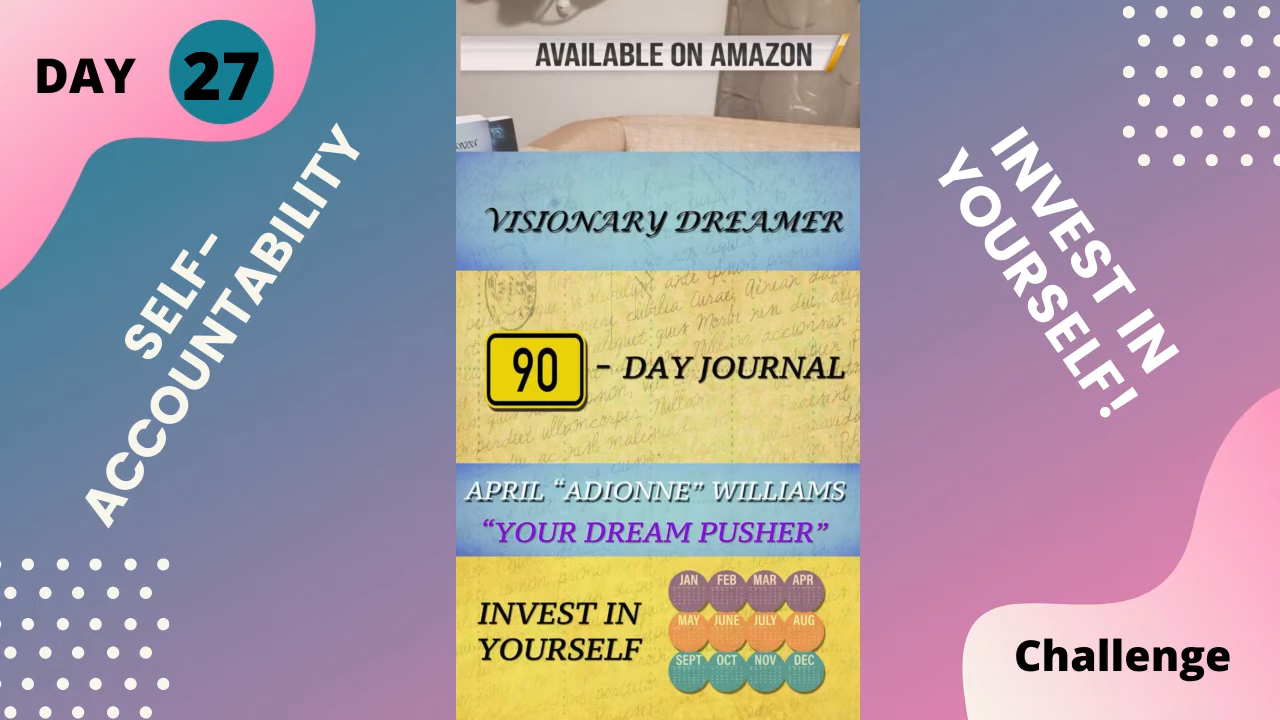 DAY 27
SELF-
ACCOUNTABILITY
AVAILABLE ON AMAZON
VISIONARY DREAMER
90 - DAY JOURNAL
APRIL “ADIONNE” WILLIAMS
“YOUR DREAM PUSHER”
INVEST IN
YOURSELF
JAN FEB MAR APR
MAY JUNE JULY AUG
SEPT OCT NOV DEC
INVEST IN
YOURSELF!
Challenge